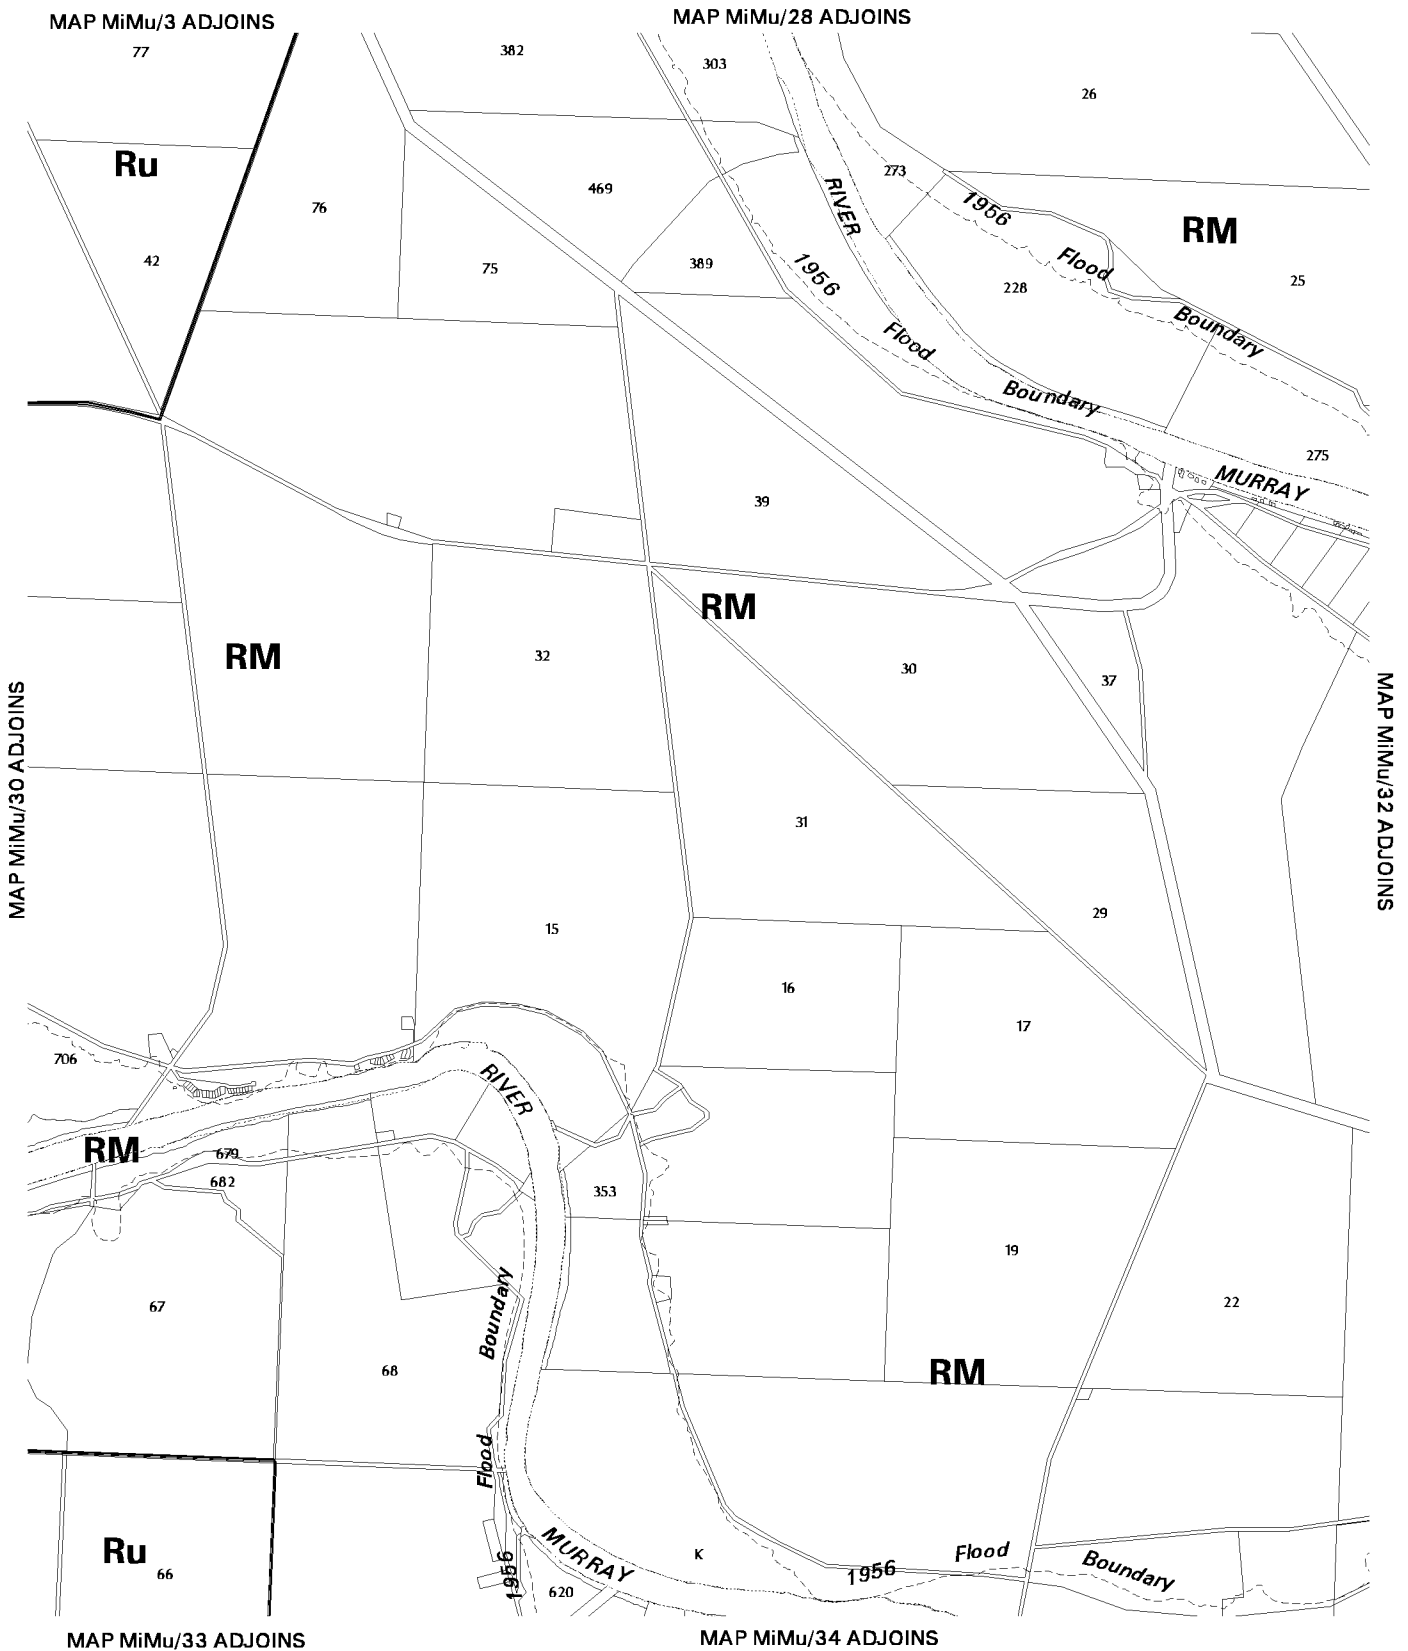 MAP MiMu/3 ADJOINS
MAP MiMu/28 ADJOINS
77
382
303
26
Ru
273
469
76
RIVER
1956
RM
42
75
389
1956
Flood
25
228
Boundary
Flood
Boundary
275
MURRAY
39
RM
RM
32
30
37
MAP MiMu/30 ADJOINS
MAP MiMu/32 ADJOINS
31
29
15
16
17
706
RIVER
RM
679
682
353
19
67
Boundary
22
68
RM
Flood
Ru
66
1956
MURRAY
620
K
1956
Flood
Boundary
MAP MiMu/33 ADJOINS
MAP MiMu/34 ADJOINS